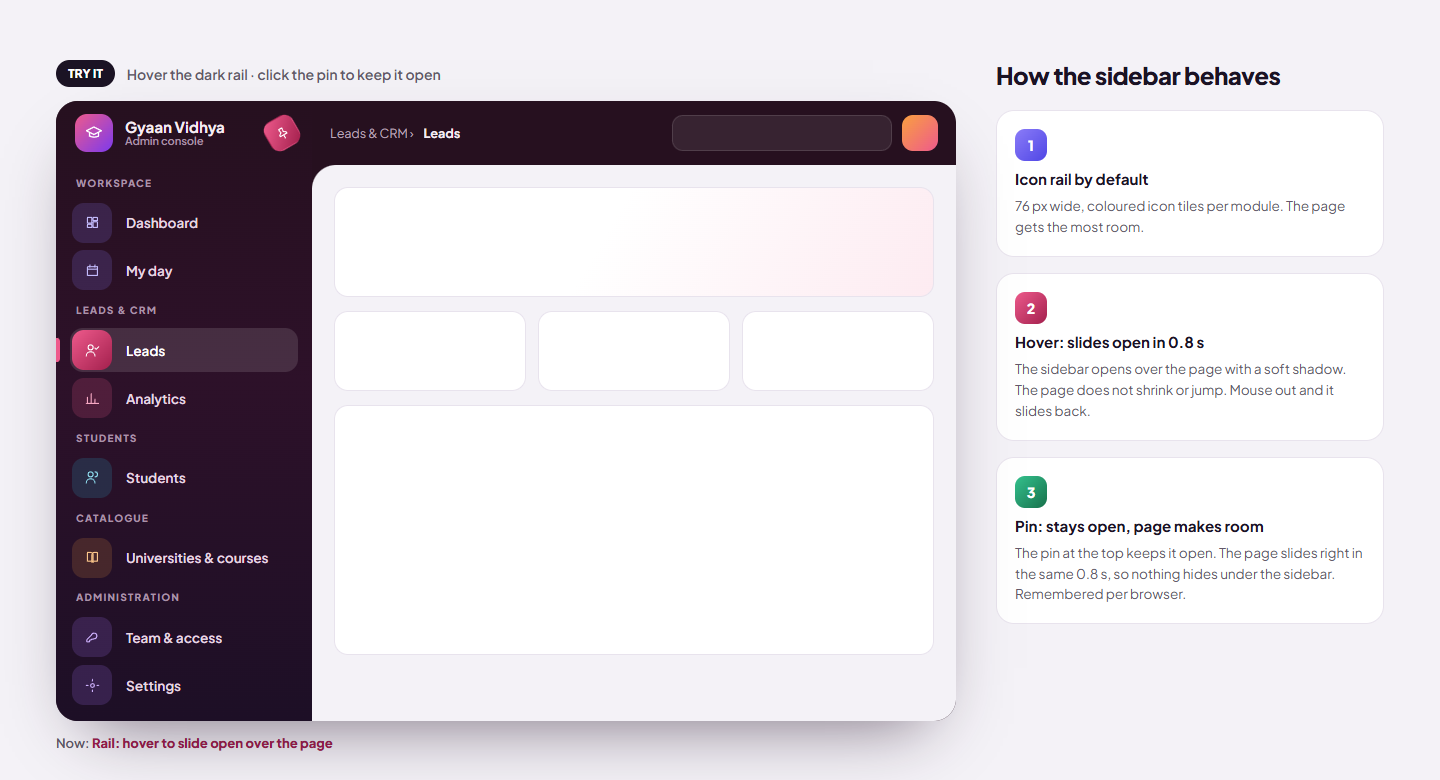 TRY IT
Hover the dark rail · click the pin to keep it open
Gyaan Vidhya
Admin console
Leads & CRM › Leads
WORKSPACE
Dashboard
My day
LEADS & CRM
Leads
Analytics
STUDENTS
Students
CATALOGUE
Universities & courses
ADMINISTRATION
Team & access
Settings
Now: Rail: hover to slide open over the page
How the sidebar behaves
1
Icon rail by default
76 px wide, coloured icon tiles per module. The page
gets the most room.
2
Hover: slides open in 0.8 s
The sidebar opens over the page with a soft shadow.
The page does not shrink or jump. Mouse out and it
slides back.
3
Pin: stays open, page makes room
The pin at the top keeps it open. The page slides right in
the same 0.8 s, so nothing hides under the sidebar.
Remembered per browser.